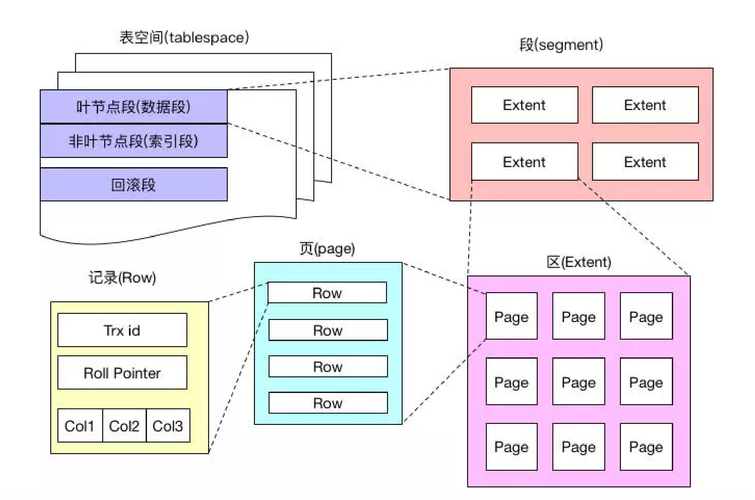 表空间(tablespace)
叶节点段(数据段)
非叶节点段(索引段)
回滚段
段(segment)
Extent
Extent
Extent
Extent
记录(Row)
Trx id
Roll Pointer
Col1 Col2 Col3
页(page)
Row
Row
Row
Row
区(Extent)
Page Page Page
Page Page Page
Page Page Page